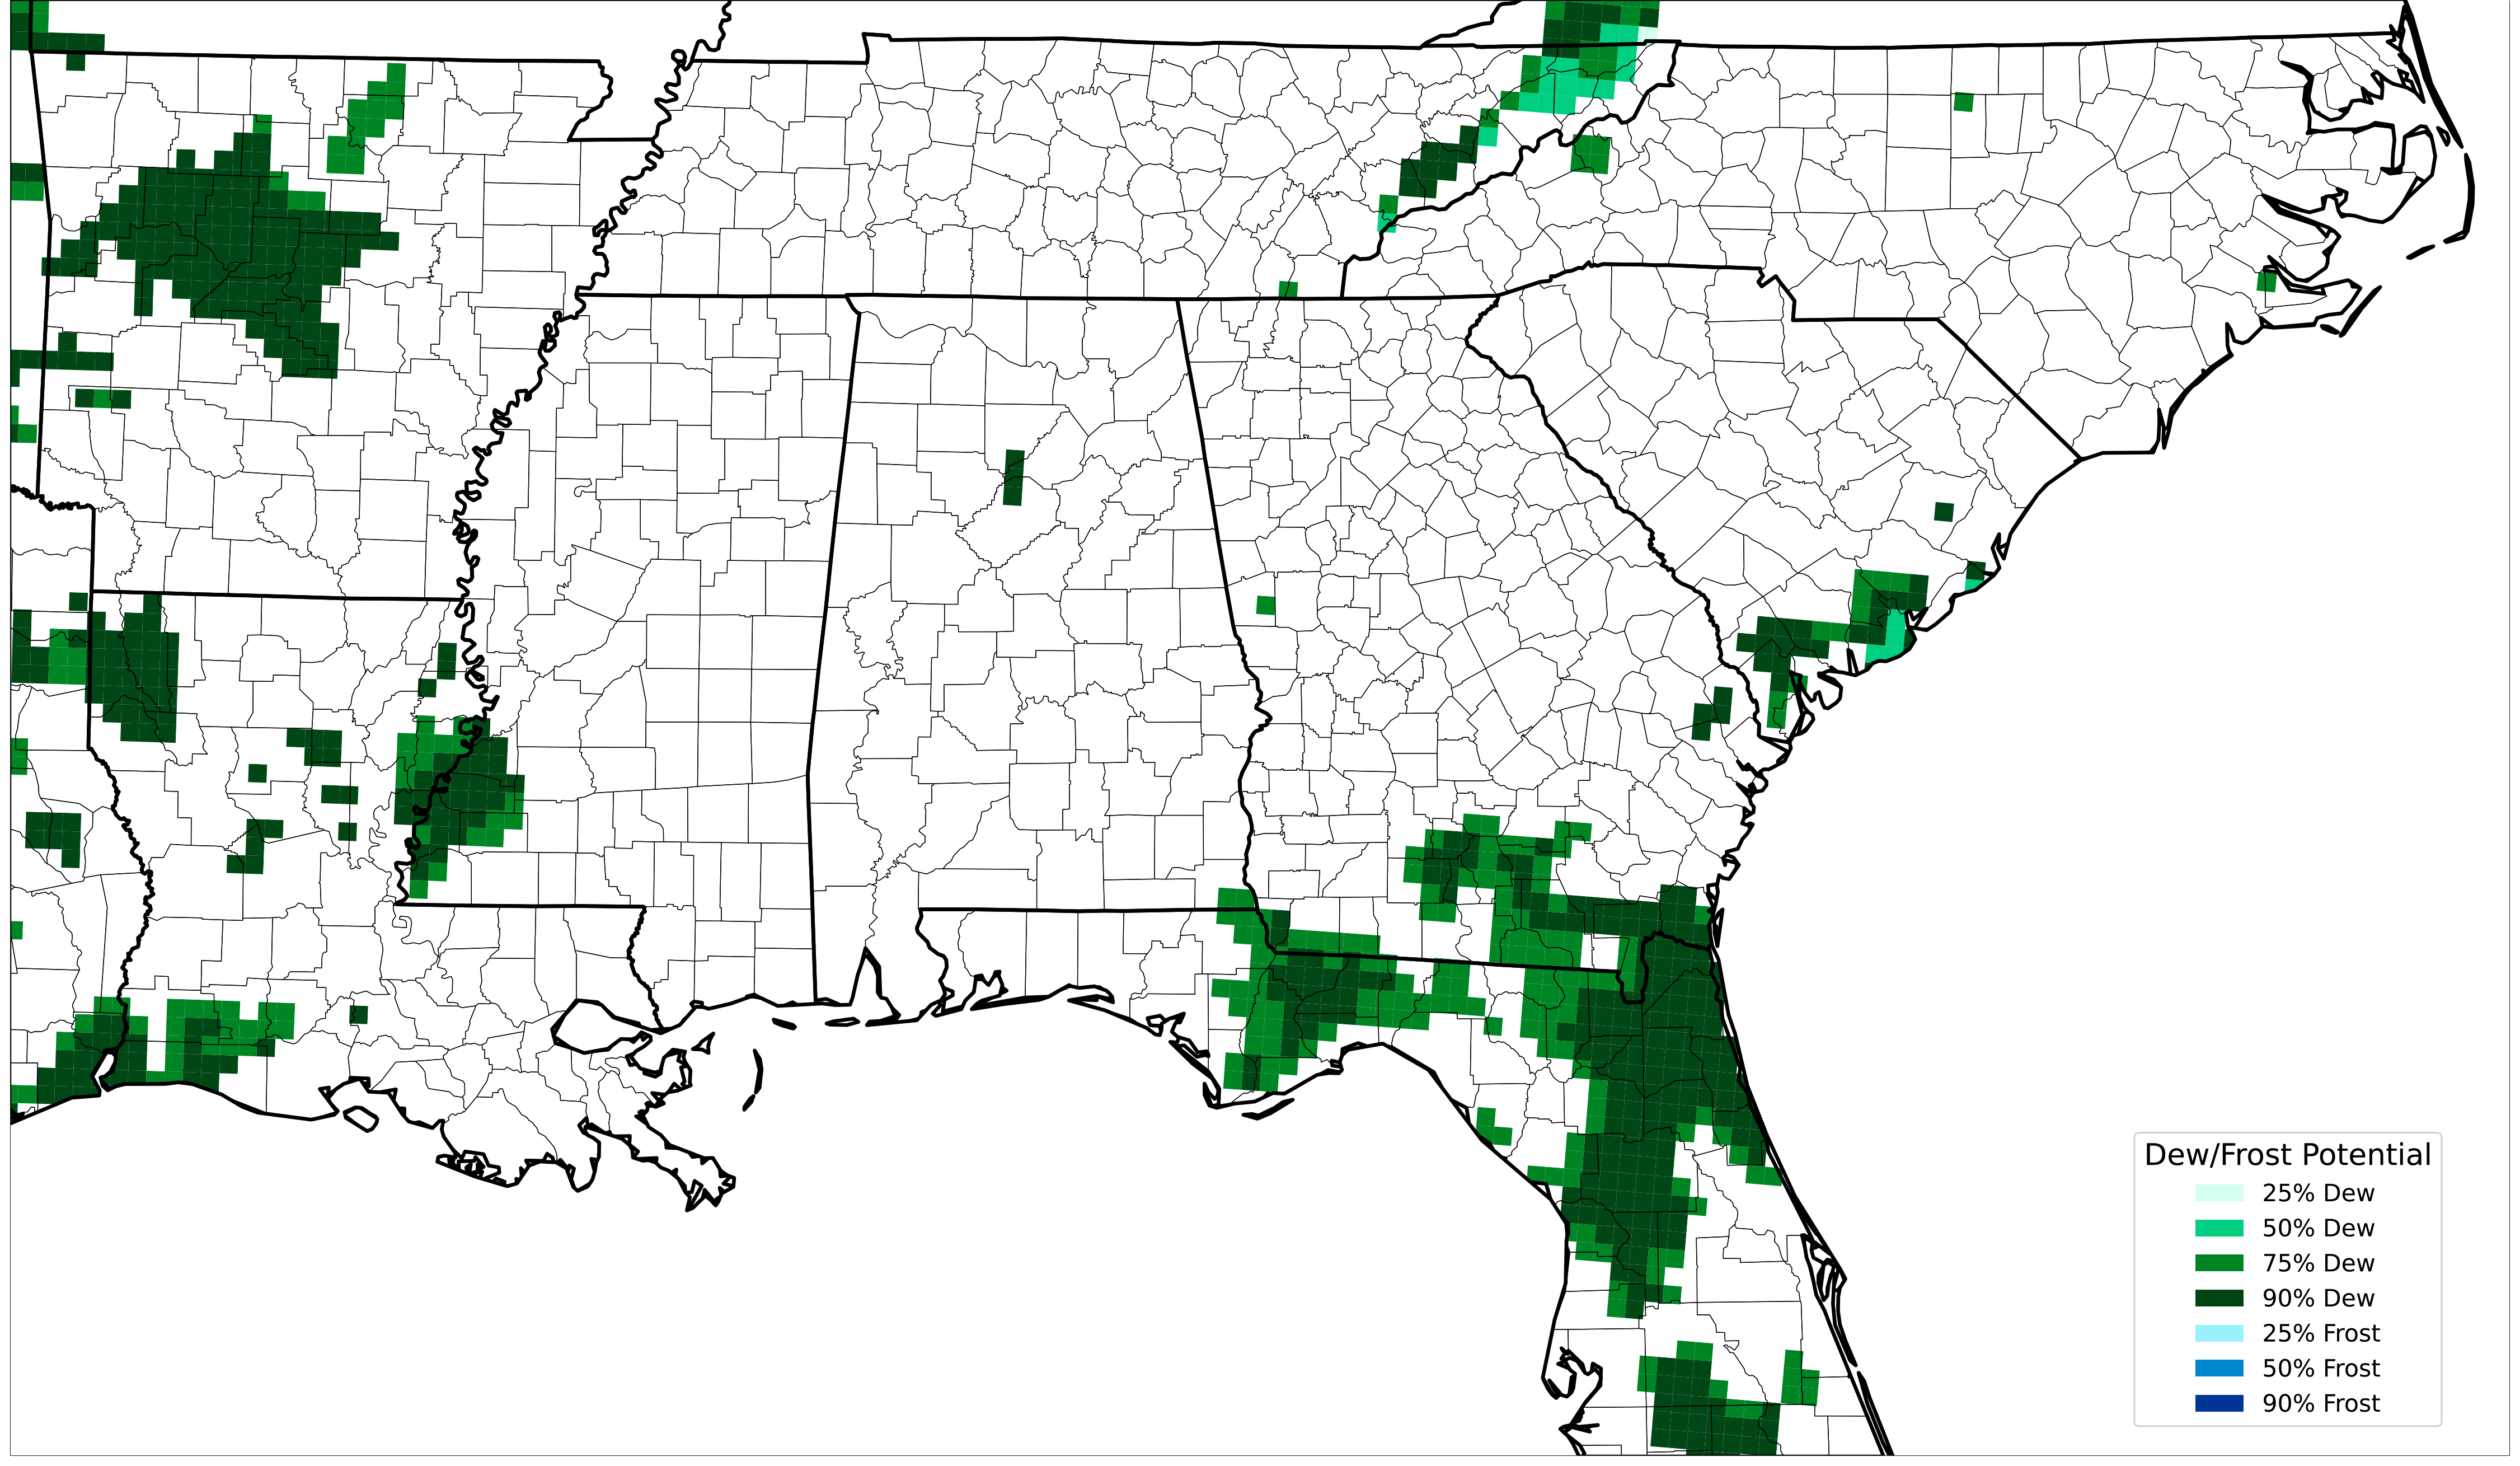 Dew/Frost Potential
25% Dew
50% Dew
75% Dew
90% Dew
25% Frost
50% Frost
90% Frost